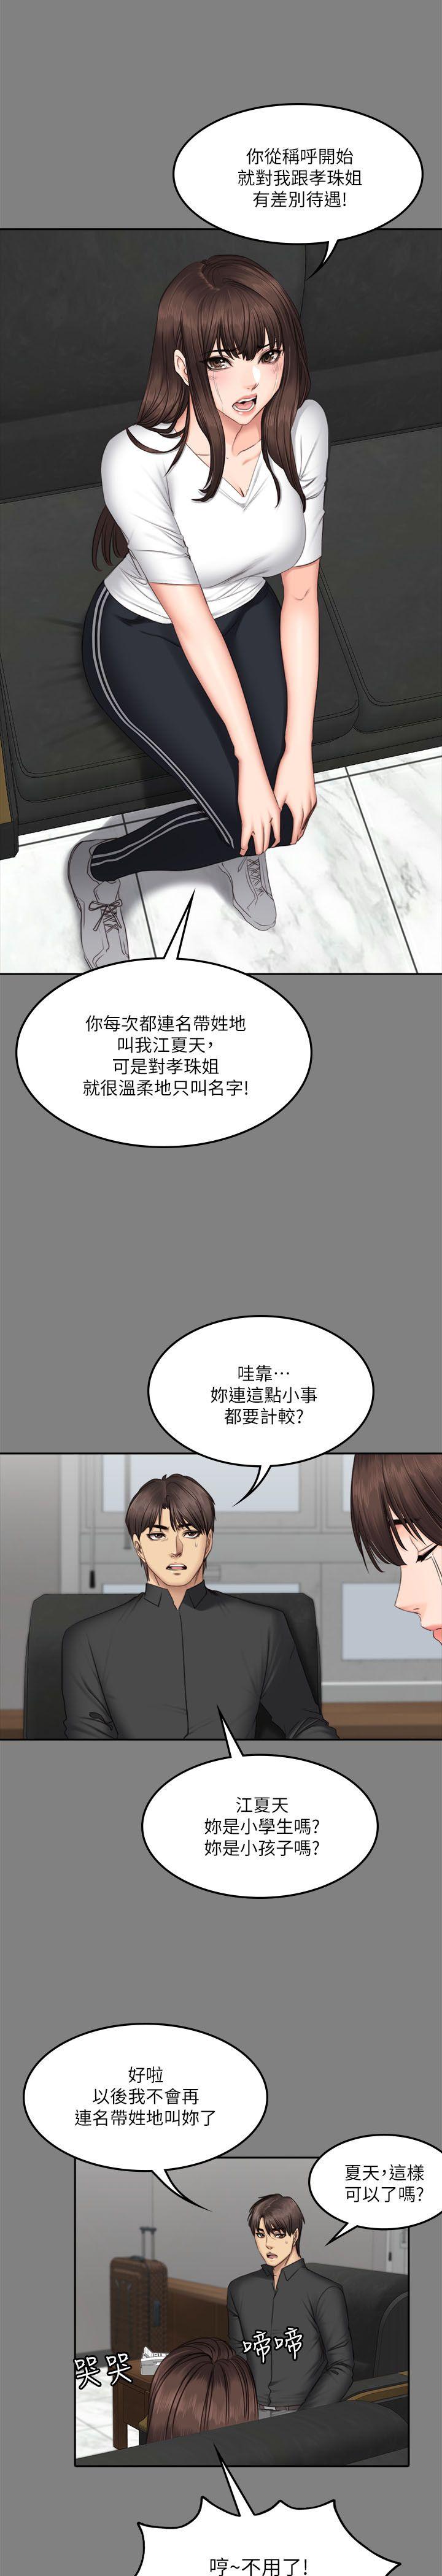 你從稱呼開始
就對我跟孝珠姐
有差別待遇!
你每次都連名帶姓地
叫我江夏天,
可是對孝珠姐
就很溫柔地只叫名字!
哇靠…
妳連這點小事
都要計較?
江夏天
妳是小學生嗎?
妳是小孩子嗎?
好啦
以後我不會再
連名帶姓地叫妳了
夏天,這樣
可以了嗎?
啼啼
哭哭
哼~不用了!